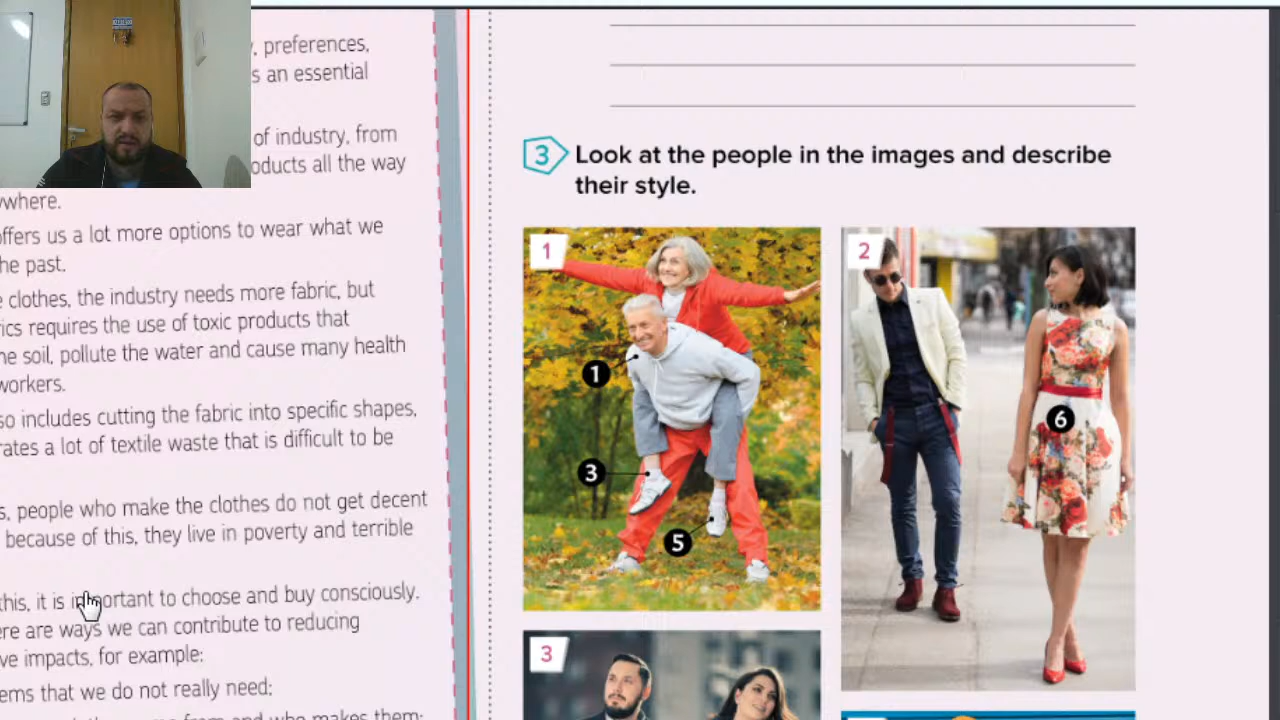 , preferences,
s an essential
of industry, from
oducts all the way
where.
offers us a lot more options to wear what we
he past.
e clothes, the industry needs more fabric, but
rics requires the use of toxic products that
he soil, pollute the water and cause many health
workers.
so includes cutting the fabric into specific shapes,
rates a lot of textile waste that is difficult to be
s, people who make the clothes do not get decent
because of this, they live in poverty and terrible
this, it is important to choose and buy consciously.
ere are ways we can contribute to reducing
ve impacts, for example:
ems that we do not really need;
and who makes them;
3 Look at the people in the images and describe
their style.
1
2
1
3
5
6
3